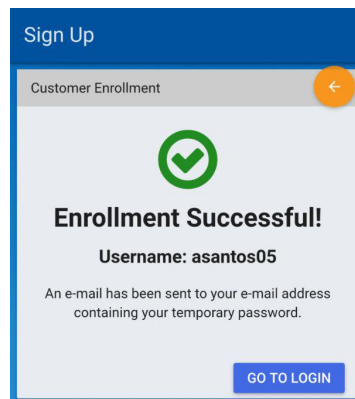 Sign Up
Customer Enrollment
Enrollment Successful!
Username: asantos05
An e-mail has been sent to your e-mail address
containing your temporary password.
GO TO LOGIN